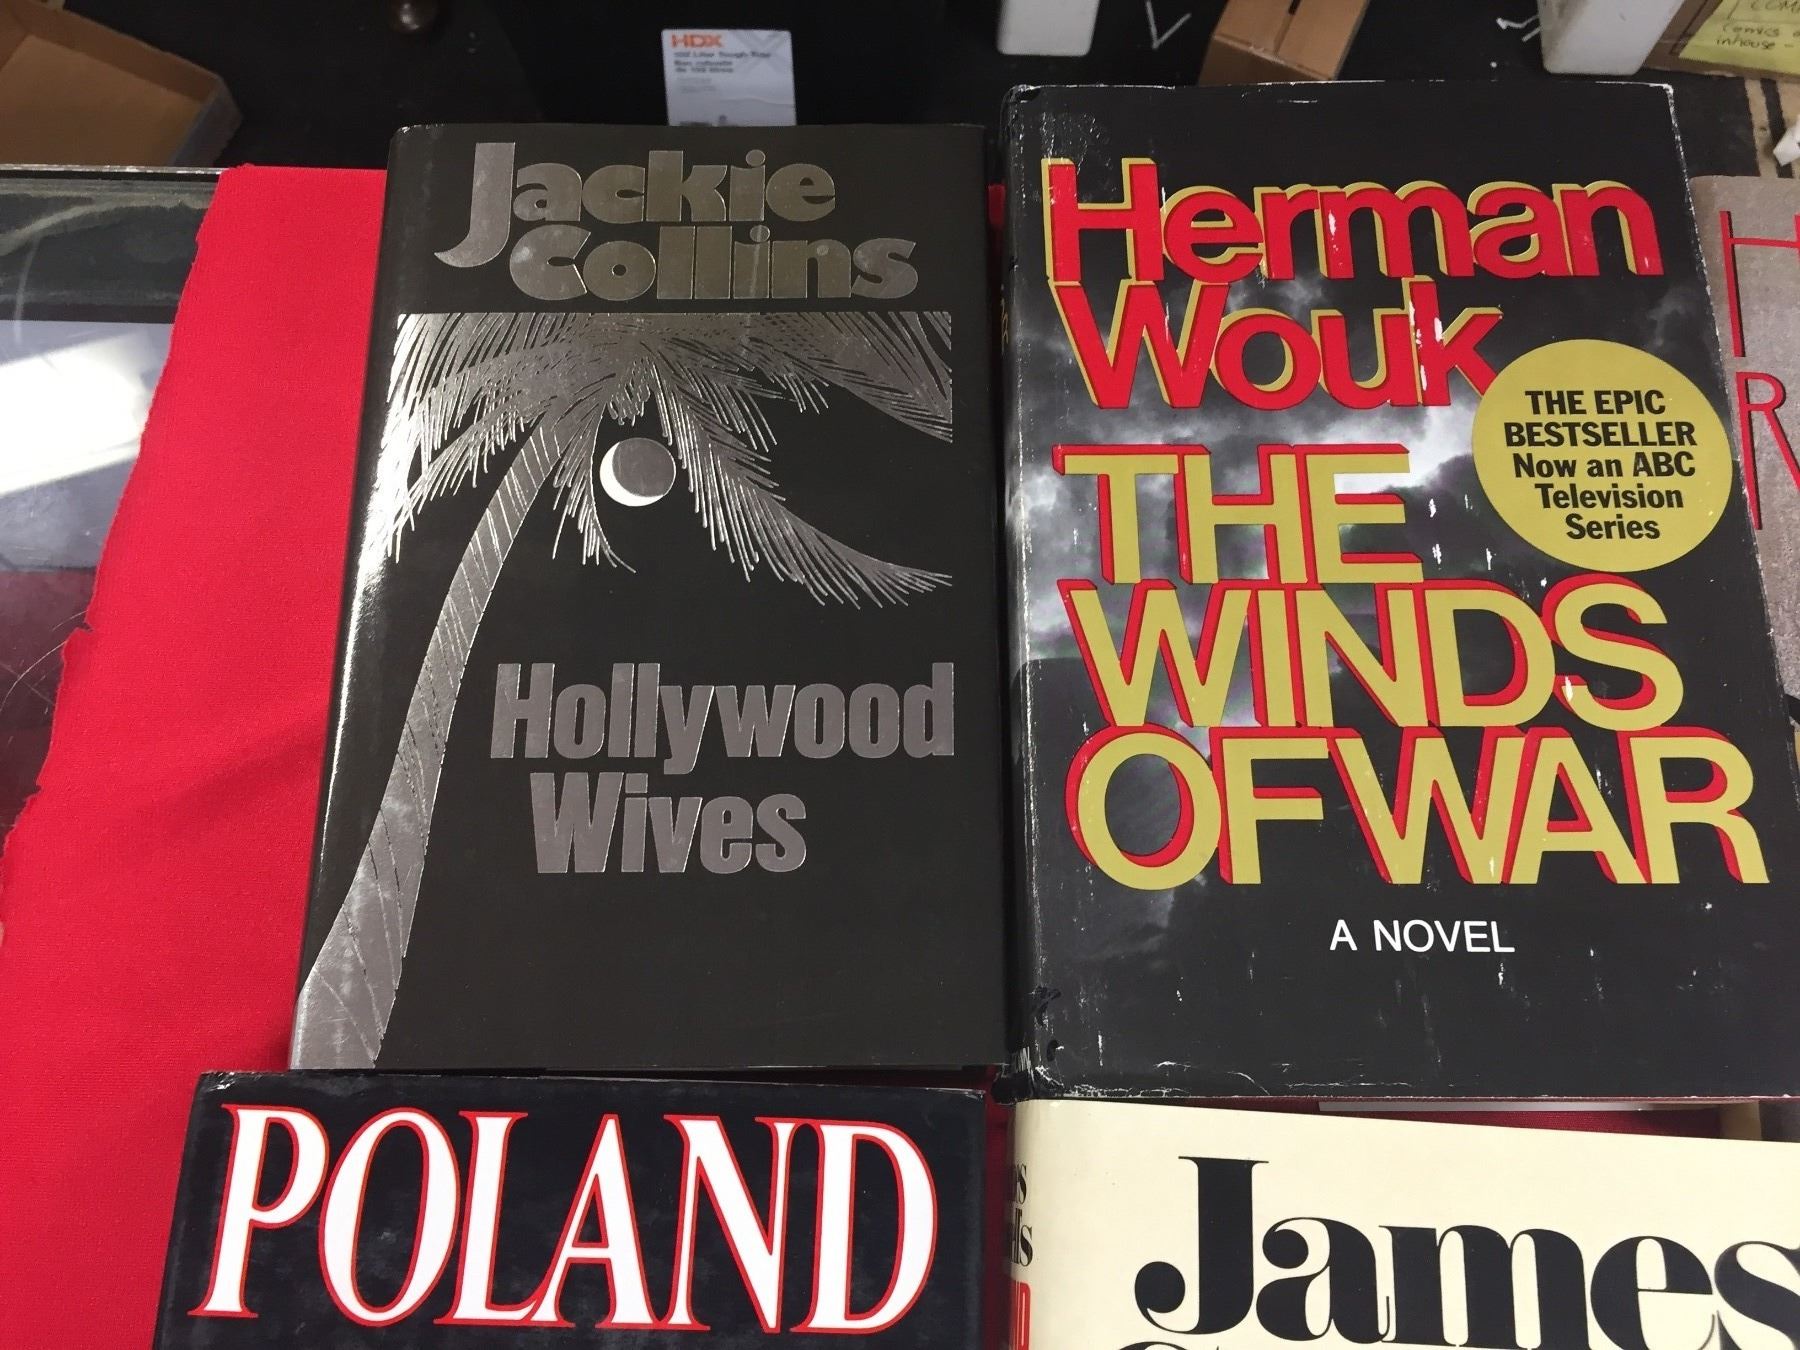 HDX
Jackie
Collins
Hollywood
Wives
Herman
Wouk
THE EPIC
BESTSELLER
Now an ABC
Television
Series
THE
WINDS
OF WAR
A NOVEL
POLAND
James